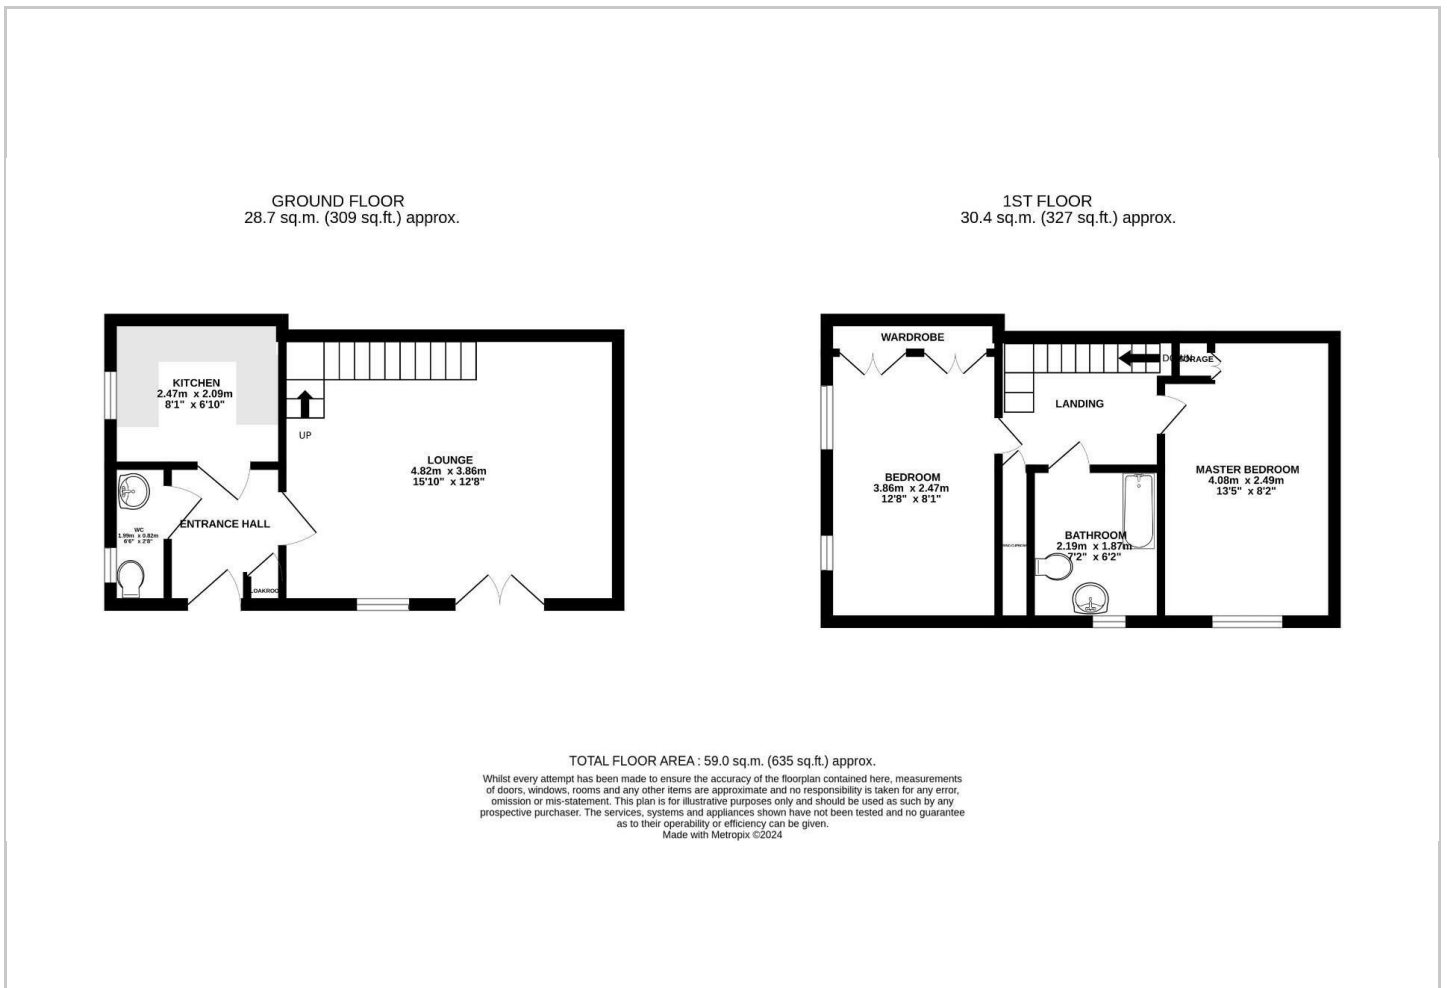 GROUND FLOOR
28.7 sq.m. (309 sq.ft.) approx.
KITCHEN
2.47m x 2.09m
8'1" x 6'10"
UP
LOUNGE
4.82m x 3.86m
15'10" x 12'8"
WC
1.99m x 0.82m
6'6" x 2'8"
ENTRANCE HALL
1ST FLOOR
30.4 sq.m. (327 sq.ft.) approx.
WARDROBE
DOWN
LANDING
BEDROOM
3.86m x 2.47m
12'8" x 8'1"
MASTER BEDROOM
4.08m x 2.49m
13'5" x 8'2"
BATHROOM
2.19m x 1.87m
7'2" x 6'2"
TOTAL FLOOR AREA : 59.0 sq.m. (635 sq.ft.) approx.
Whilst every attempt has been made to ensure the accuracy of the floorplan contained here, measurements
of doors, windows, rooms and any other items are approximate and no responsibility is taken for any error,
omission or mis-statement. This plan is for illustrative purposes only and should be used as such by any
prospective purchaser. The services, systems and appliances shown have not been tested and no guarantee
as to their operability or efficiency can be given.
Made with Metropix ©2024